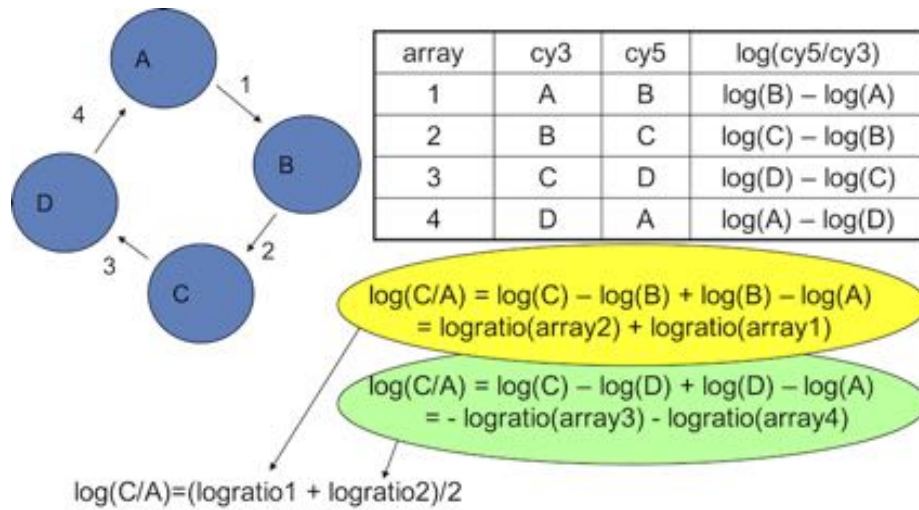 A
1
B
2
C
3
D
4
array cy3 cy5 log(cy5/cy3)
1 A B log(B) – log(A)
2 B C log(C) – log(B)
3 C D log(D) – log(C)
4 D A log(A) – log(D)
log(C/A) = log(C) – log(B) + log(B) – log(A)
= logratio(array2) + logratio(array1)
log(C/A) = log(C) – log(D) + log(D) – log(A)
= - logratio(array3) - logratio(array4)
log(C/A)=(logratio1 + logratio2)/2